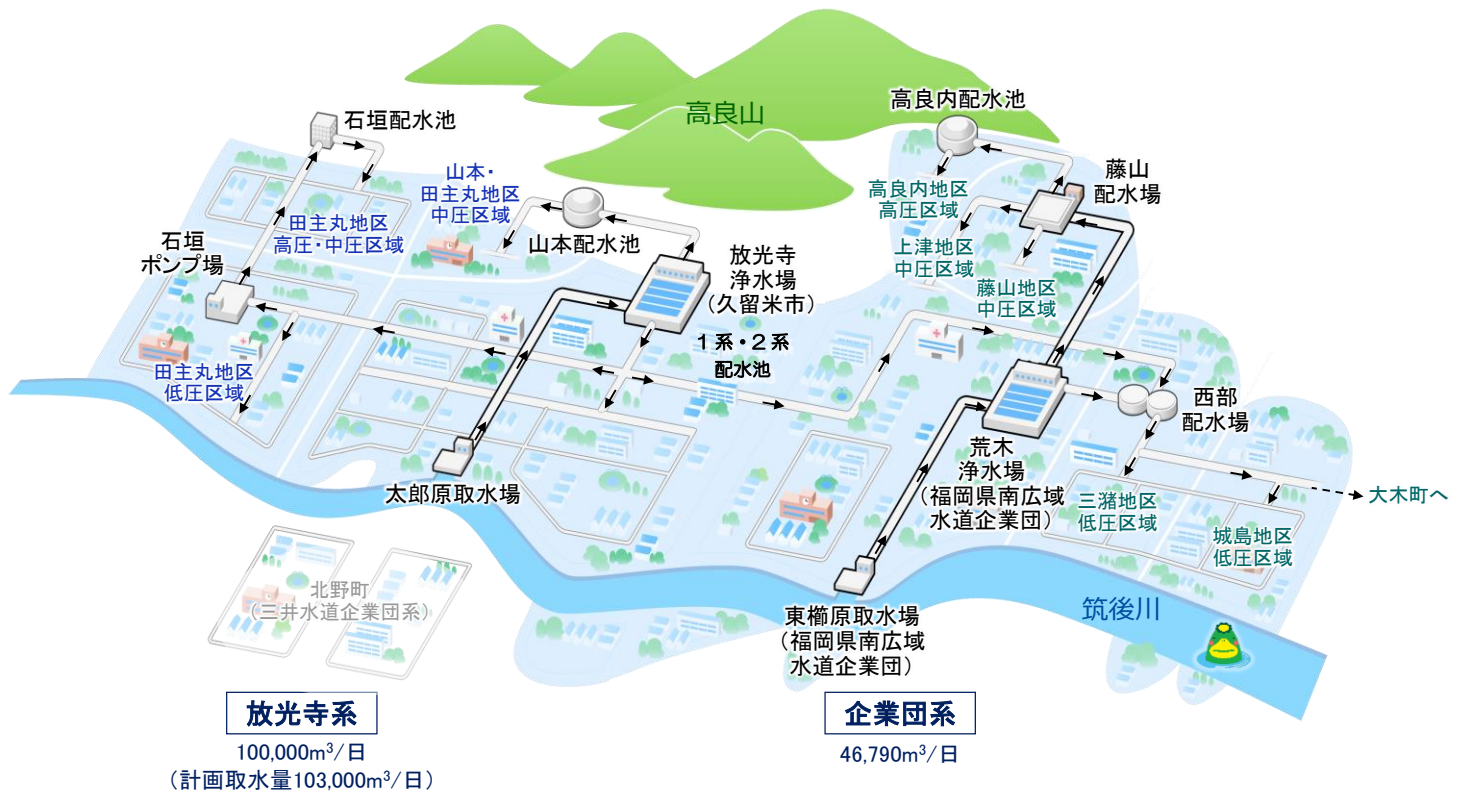 高良山
高良内配水池
石垣配水池
藤山
配水場
山本・
田主丸地区
中圧区域
高良内地区
高圧区域
田主丸地区
高圧・中圧区域
石垣
ポンプ場
山本配水池
放光寺
浄水場
(久留米市)
上津地区
中圧区域
藤山地区
中圧区域
1系・2系
配水池
田主丸地区
低圧区域
西部
配水場
荒木
浄水場
(福岡県南広域
水道企業団)
太郎原取水場
三潴地区
低圧区域
大木町へ
城島地区
低圧区域
北野町
(三井水道企業団系)
東櫛原取水場
(福岡県南広域
水道企業団)
筑後川
放光寺系
100,000m³/日
(計画取水量103,000m³/日)
企業団系
46,790m³/日